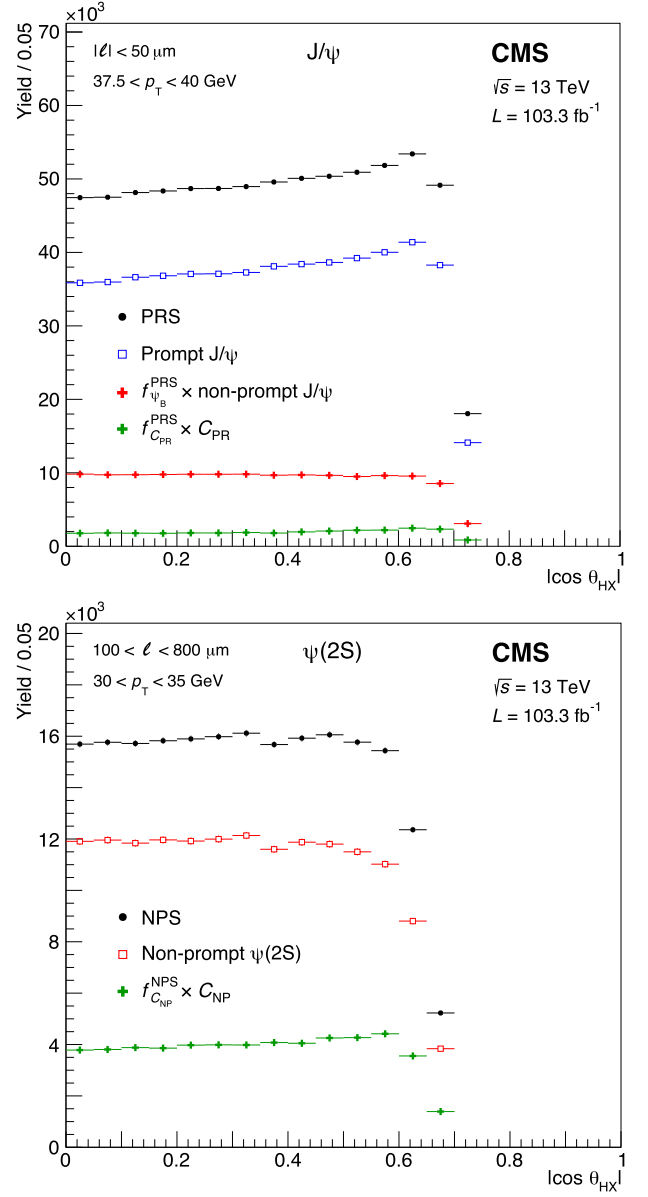 ×10³
70
|ℓ| < 50 μm
J/ψ
CMS
37.5 < p_T < 40 GeV
√s = 13 TeV
L = 103.3 fb⁻¹
Yield / 0.05
60
50
40
30
20
10
0
PRS
Prompt J/ψ
f^PRS_ψ_B × non-prompt J/ψ
f^PRS_C_PR × C_PR
0 0.2 0.4 0.6 0.8 1
|cos θ_HX|
×10³
20
100 < ℓ < 800 μm
ψ(2S)
CMS
30 < p_T < 35 GeV
√s = 13 TeV
L = 103.3 fb⁻¹
Yield / 0.05
16
12
8
4
0
NPS
Non-prompt ψ(2S)
f^NPS_C_NP × C_NP
0 0.2 0.4 0.6 0.8 1
|cos θ_HX|